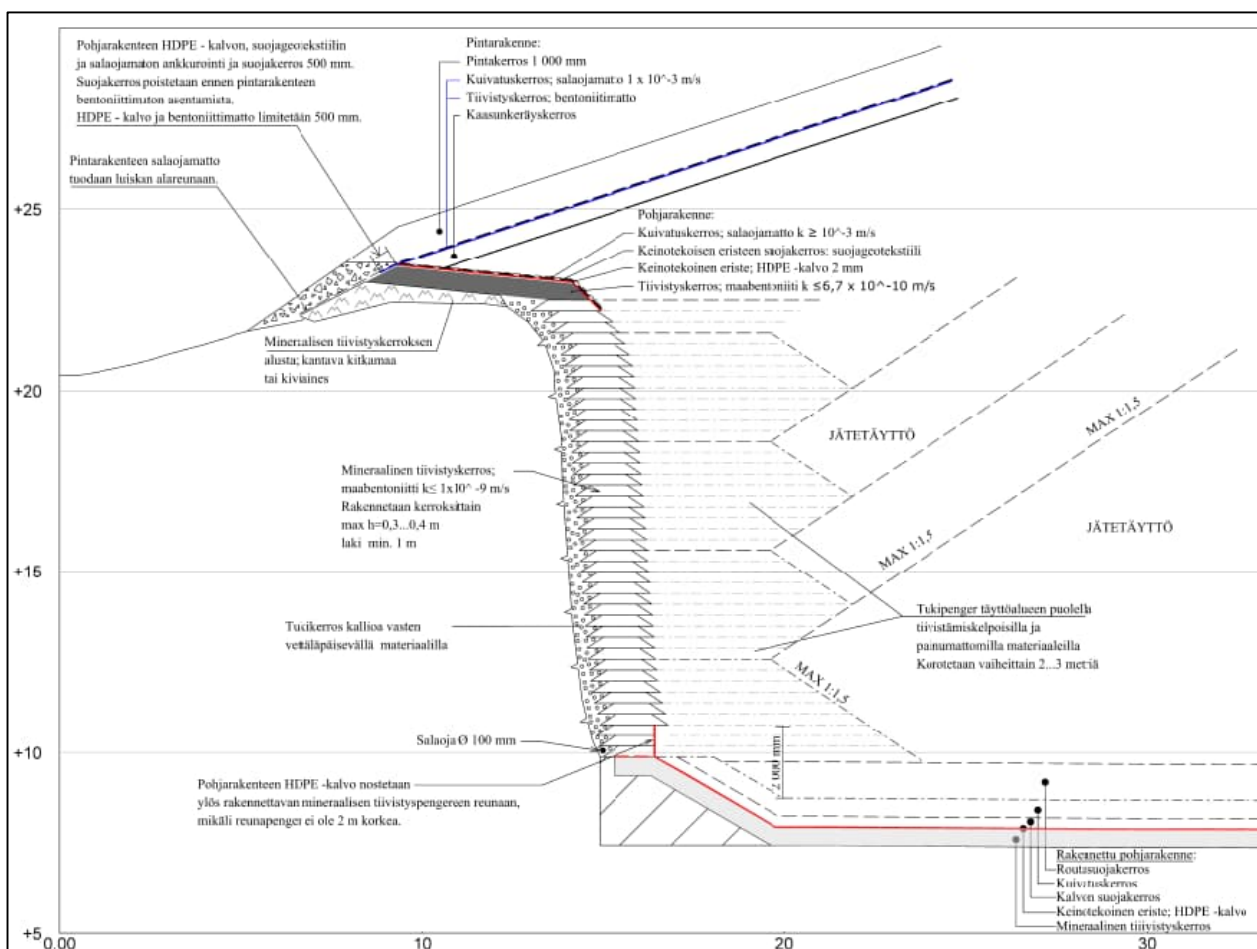 Pohjarakenteen HDPE - kalvon, suojageotekstiilin
ja salaojamaton ankkurointi ja suojakerros 500 mm.
Suojakerros poistetaan ennen pintarakenteen
bentoniittimaton asentamista.
HDPE - kalvo ja bentoniittimatto limitetään 500 mm.
Pintarakenteen salaojamatto
tuodaan luiskan alareunaan.
Pintarakenne:
Pintakerros 1 000 mm
Kuivatuskerros; salaojamatto 1 x 10^-3 m/s
Tiivistyskerros; bentoniitimatto
Kaasunkeräyskerros
Pohjarakenne:
Kuivatuskerros; salaojamatto k ≥ 10^-3 m/s
Keinotekoisen eristeen suojakerros: suojageotekstiili
Keinotekoinen eriste; HDPE -kalvo 2 mm
Tiivistyskerros; maabentoniitti k ≤6,7 x 10^-10 m/s
Mineraalisen tiivistyskerroksen
alusta; kantava kitkamaa
tai kiviaines
Mineraalinen tiivistyskerros;
maabentoniitti k≤ 1x10^ -9 m/s
Rakennetaan kerroksittain
max h=0,3...0,4 m
laki min. 1 m
Tukikerros kalliota vasten
vettäläpäisevällä materiaalilla
Salaoja Ø 100 mm
Pohjarakenteen HDPE -kalvo nostetaan
ylös rakennettavan mineraalisen tiivistyspengereen reunaan,
mikäli reunapenger ei ole 2 m korkea.
JÄTETÄYTTÖ
JÄTETÄYTTÖ
MAX 1:1,5
MAX 1:1,5
MAX 1:1,5
Tukipenger täyttöalueen puolella
tiivistämiskelpoisilla ja
painumattomilla materiaaleilla
Korotetaan vaiheittain 2...3 metriä
2 000 mm
Rakennettu pohjarakenne:
Routasuojakerros
Kuivatuskerros
Kalvon suojakerros
Keinotekoinen eriste; HDPE -kalvo
Mineraalinen tiiivistyskerros
+25
+20
+15
+10
+5
0.00
10
20
30